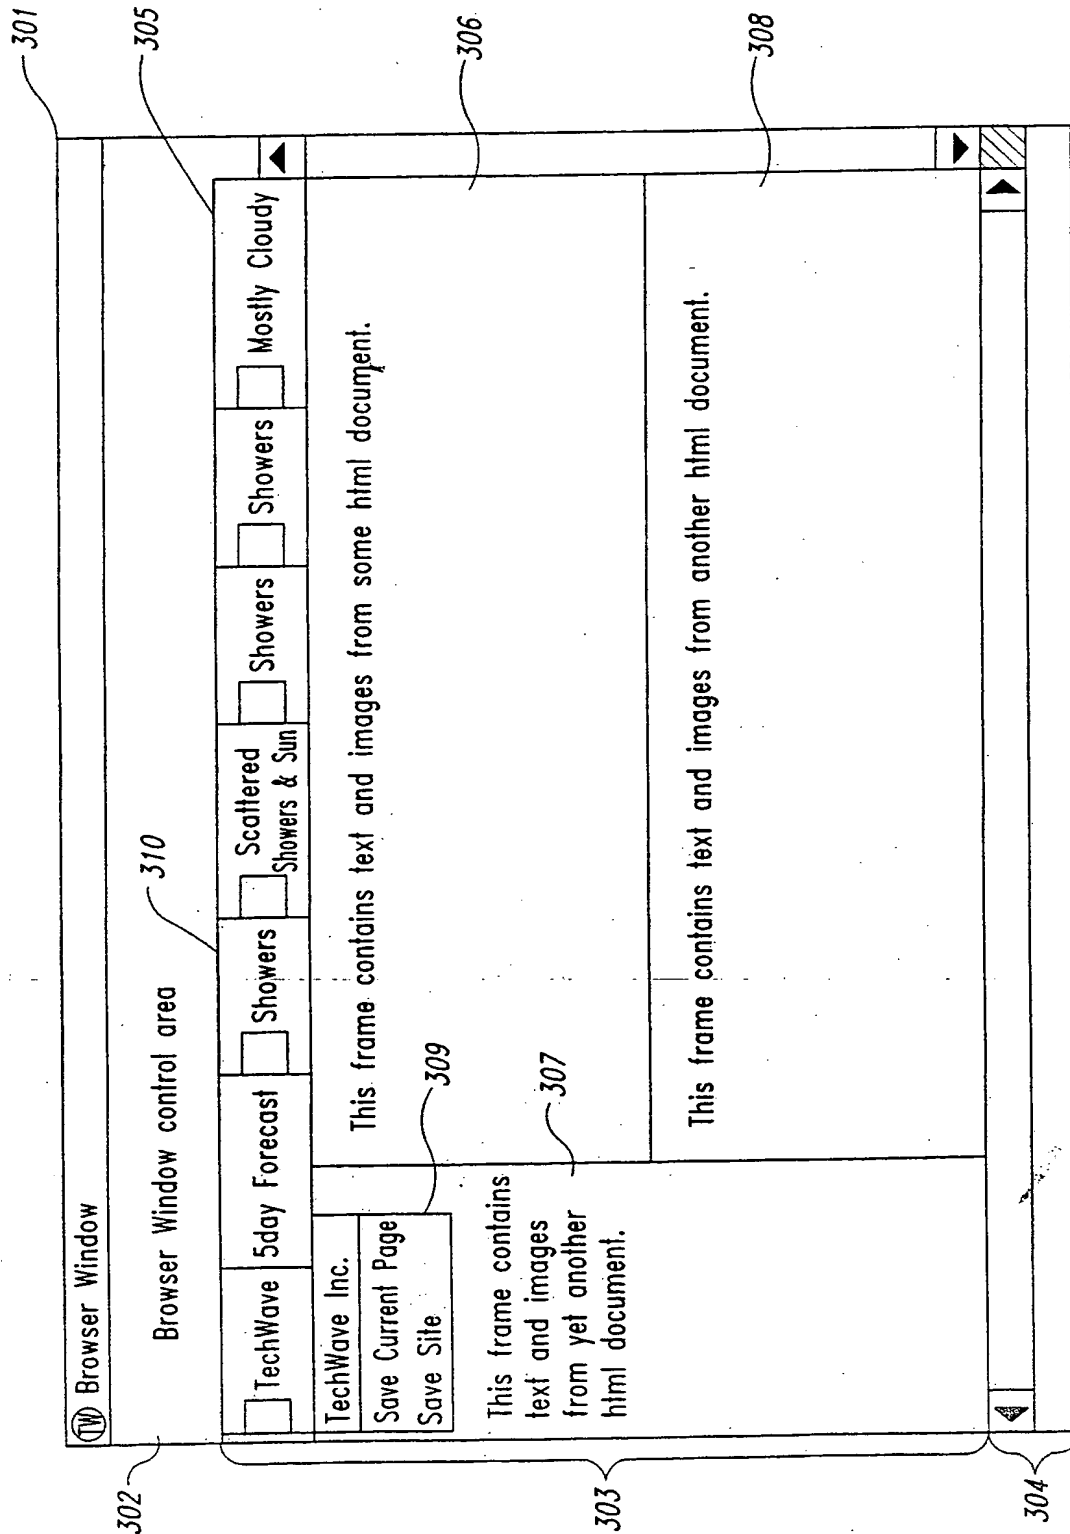 301
TW Browser Window
302
Browser Window control area
310
305
TechWave
5day Forecast
Showers
Scattered
Showers & Sun
Showers
Showers
Mostly Cloudy
TechWave Inc.
Save Current Page
Save Site
309
This frame contains
text and images
from yet another
html document.
307
This frame contains text and images from some html document.
306
This frame contains text and images from another html document.
308
303
304